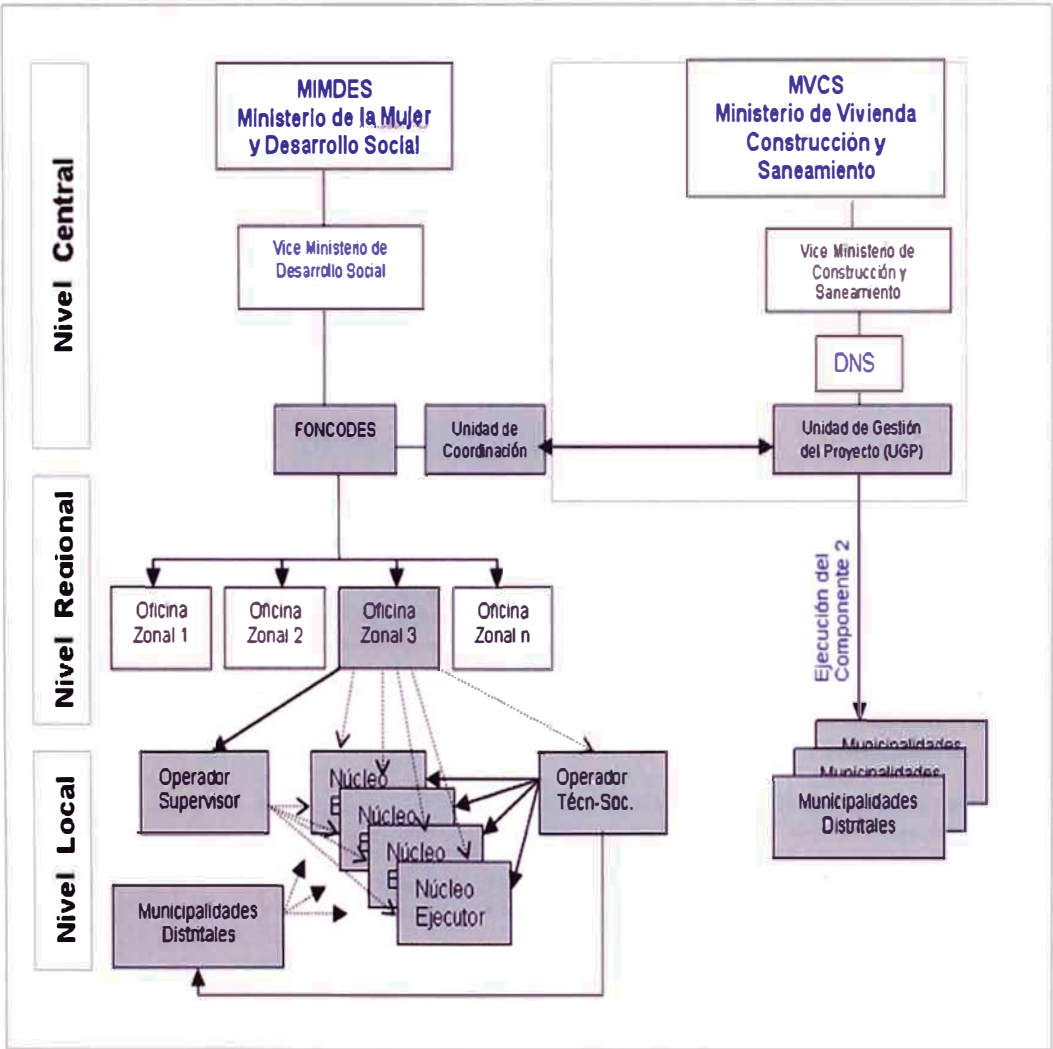 Nivel Central
MIMDES
Ministerio de la Mujer
y Desarrollo Social
MVCS
Ministerio de Vivienda
Construcción y
Saneamiento
Vice Ministerio de
Desarrollo Social
Vice Ministerio de
Construcción y
Saneamiento
DNS
FONCODES
Unidad de
Coordinación
Unidad de Gestión
del Proyecto (UGP)
Nivel Regional
Oficina
Zonal 1
Oficina
Zonal 2
Oficina
Zonal 3
Oficina
Zonal n
Ejecución del
Componente 2
Nivel Local
Operador
Supervisor
Núcleo
E
Núcleo
E
Núcleo
E
Núcleo
Ejecutor
Operador
Técn-Soc.
Municipalidades
Municipalidades
Municipalidades
Distritales
Municipalidades
Distritales